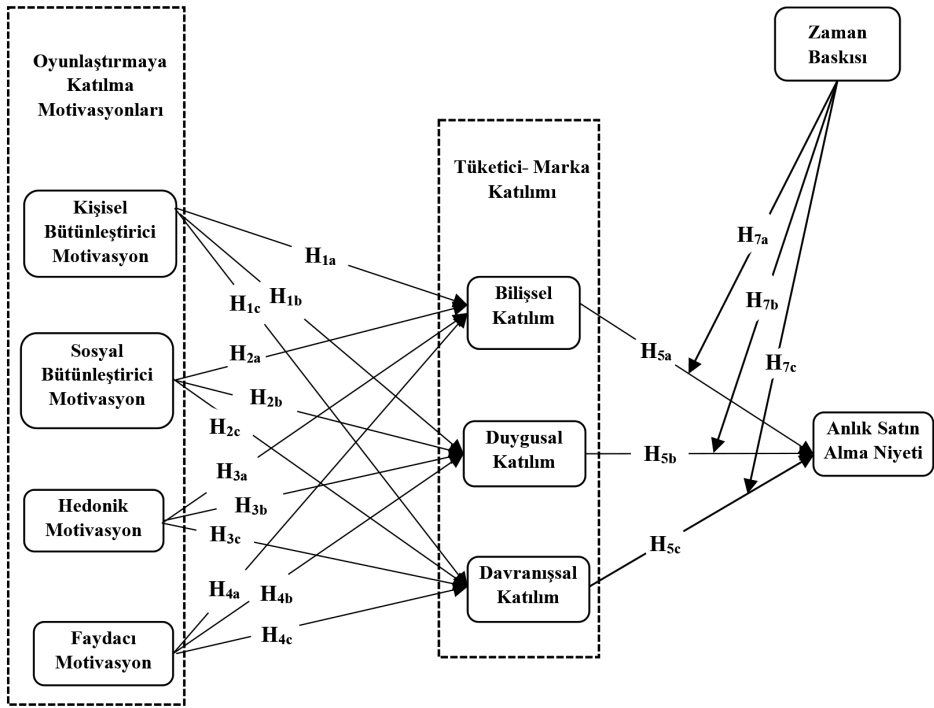 Oyunlaştırmaya
Katılma
Motivasyonları
Kişisel
Bütünleştirici
Motivasyon
Sosyal
Bütünleştirici
Motivasyon
Hedonik
Motivasyon
Faydacı
Motivasyon
H1a
H1b
H1c
H2a
H2b
H2c
H3a
H3b
H3c
H4a
H4b
H4c
Tüketici- Marka
Katılımı
Bilişsel
Katılım
Duygusal
Katılım
Davranışsal
Katılım
H5a
H5b
H5c
Zaman
Baskısı
H7a
H7b
H7c
Anlık Satın
Alma Niyeti